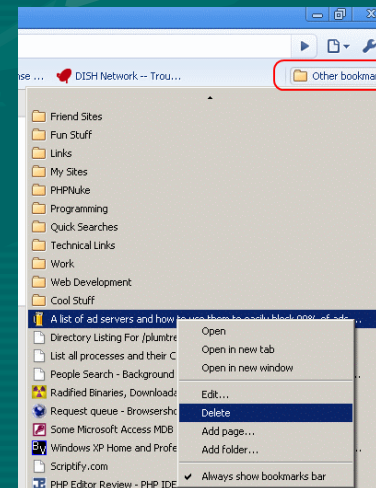 se ... DISH Network -- Trou... Other bookmar
Friend Sites
Fun Stuff
Links
My Sites
PHPNuke
Programming
Quick Searches
Technical Links
Work
Web Development
Cool Stuff
A list of ad servers and how to use them to easily block 99% of ads ...
Open
Directory Listing For /plumtre
Open in new tab
List all processes and their C
Open in new window
People Search - Background
Radified Binaries, Downloada
Edit...
Request queue - Browsersho
Delete
Some Microsoft Access MDB
Add page...
Windows XP Home and Profe
Add folder...
Scriptify.com
Always show bookmarks bar
PHP Editor Review - PHP IDE